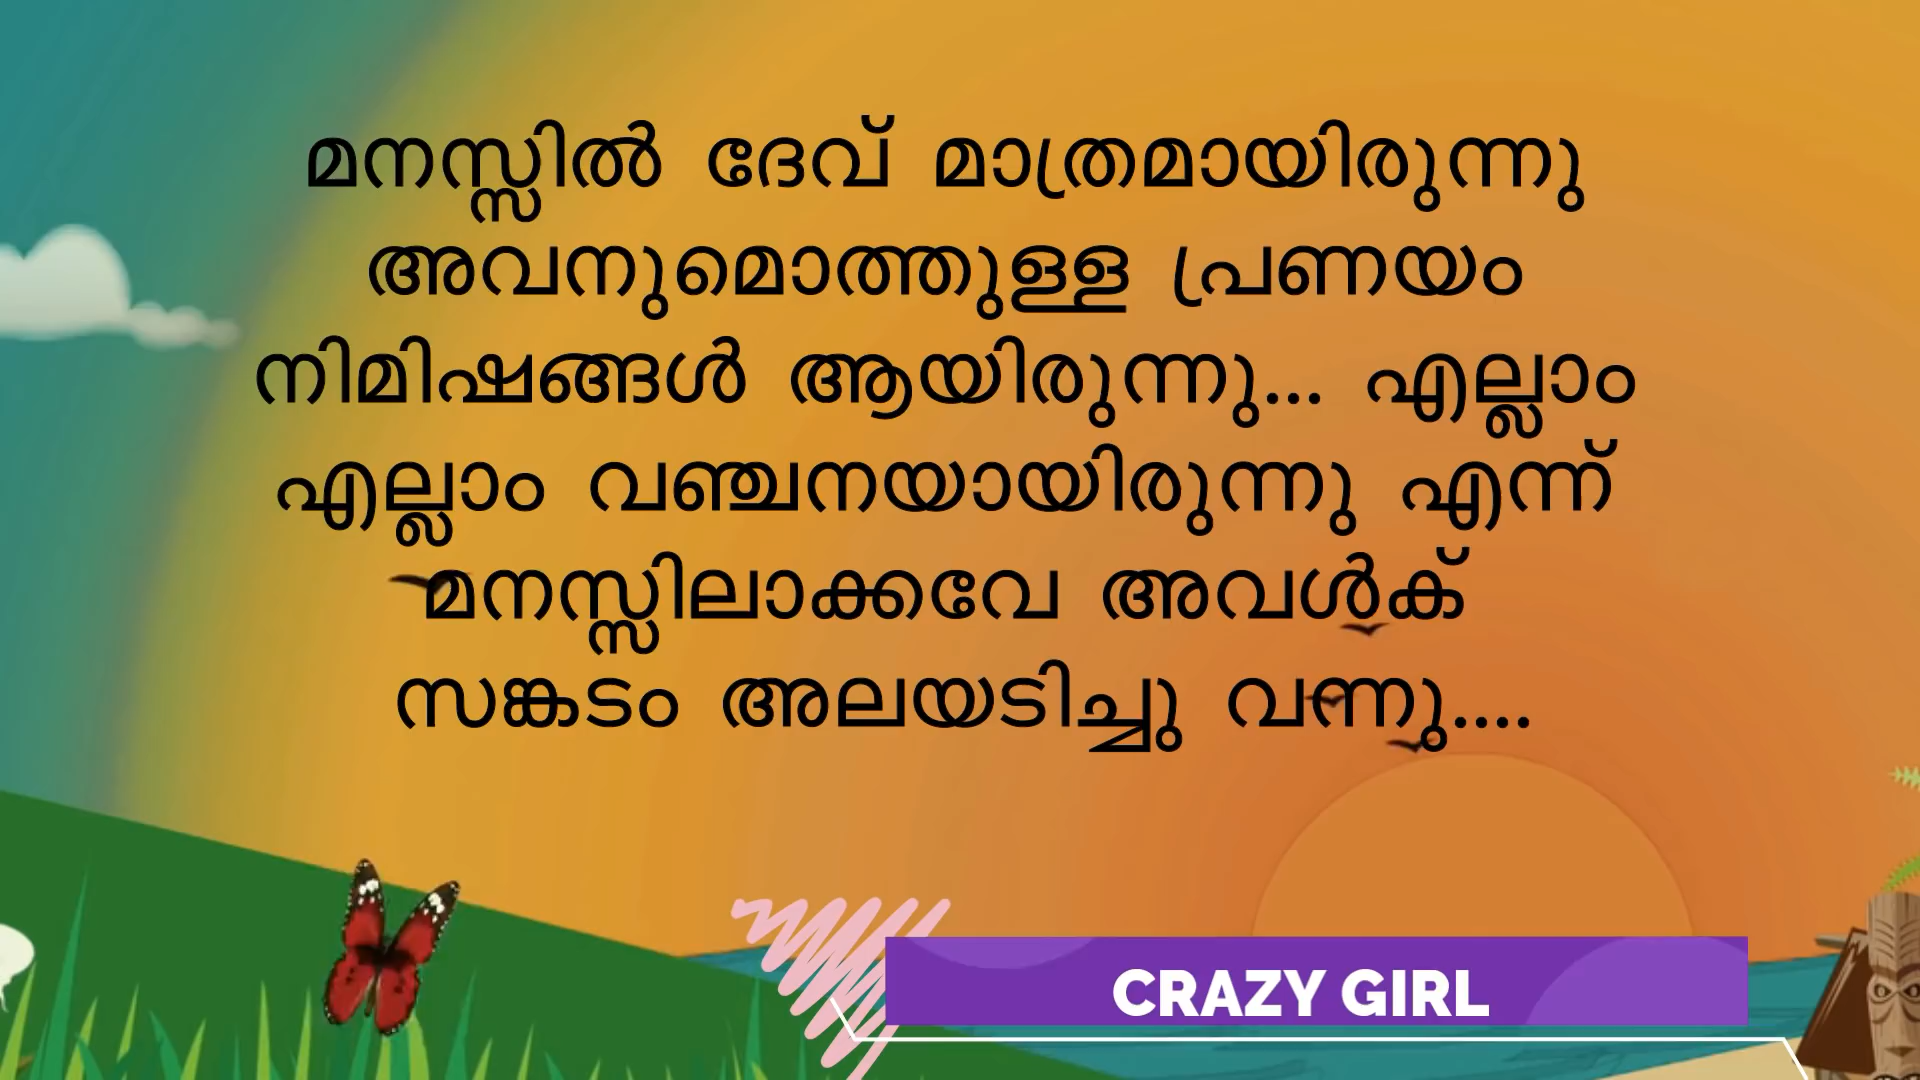 മനസ്സിൽ ദേവ് മാത്രമായിരുന്നു
അവനുമൊത്തുള്ള പ്രണയം
നിമിഷങ്ങൾ ആയിരുന്നു... എല്ലാം
എല്ലാം വഞ്ചനയായിരുന്നു എന്ന്
മനസ്സിലാക്കവേ അവൾക്
സങ്കടം അലയടിച്ചു വന്നു....
CRAZY GIRL